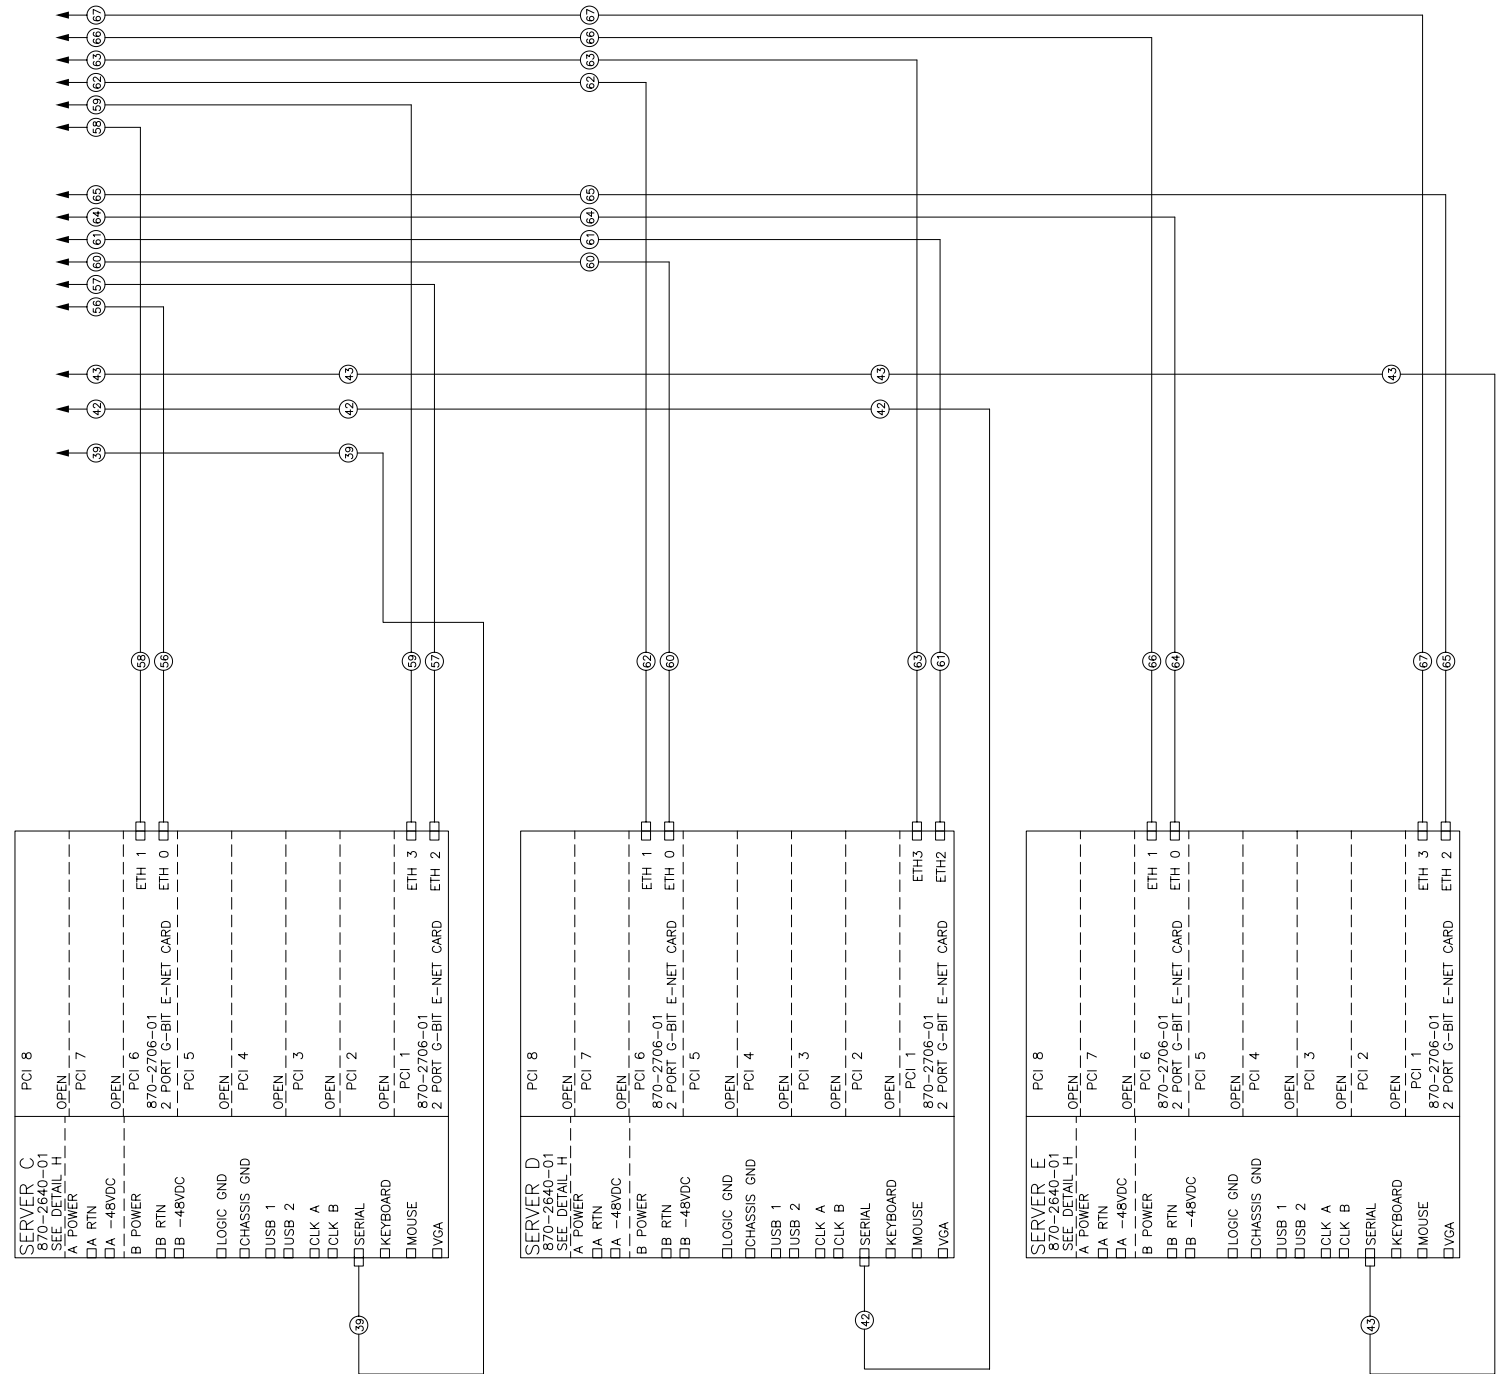 67 67
66 66
63 63
62 62
59
58
65 65
64 64
61 61
60 60
57
56
43 43 43 43
42 42 42
39 39
58 56 59 57
62 60 63 61
66 64 67 65
SERVER C
870-2640-01
SEE DETAIL H
A POWER
A RTN
A -48VDC
B POWER
B RTN
B -48VDC
LOGIC GND
CHASSIS GND
USB 1
USB 2
CLK A
CLK B
SERIAL
KEYBOARD
MOUSE
VGA
PCI 8
OPEN
PCI 7
OPEN
PCI 6
870-2706-01
2 PORT G-BIT E-NET CARD
ETH 1
ETH 0
PCI 5
OPEN
PCI 4
OPEN
PCI 3
OPEN
PCI 2
OPEN
PCI 1
870-2706-01
2 PORT G-BIT E-NET CARD
ETH 3
ETH 2
39
SERVER D
870-2640-01
SEE DETAIL H
A POWER
A RTN
A -48VDC
B POWER
B RTN
B -48VDC
LOGIC GND
CHASSIS GND
USB 1
USB 2
CLK A
CLK B
SERIAL
KEYBOARD
MOUSE
VGA
PCI 8
OPEN
PCI 7
OPEN
PCI 6
870-2706-01
2 PORT G-BIT E-NET CARD
ETH 1
ETH 0
PCI 5
OPEN
PCI 4
OPEN
PCI 3
OPEN
PCI 2
OPEN
PCI 1
870-2706-01
2 PORT G-BIT E-NET CARD
ETH3
ETH2
42
SERVER E
870-2640-01
SEE DETAIL H
A POWER
A RTN
A -48VDC
B POWER
B RTN
B -48VDC
LOGIC GND
CHASSIS GND
USB 1
USB 2
CLK A
CLK B
SERIAL
KEYBOARD
MOUSE
VGA
PCI 8
OPEN
PCI 7
OPEN
PCI 6
870-2706-01
2 PORT G-BIT E-NET CARD
ETH 1
ETH 0
PCI 5
OPEN
PCI 4
OPEN
PCI 3
OPEN
PCI 2
OPEN
PCI 1
870-2706-01
2 PORT G-BIT E-NET CARD
ETH 3
ETH 2
43